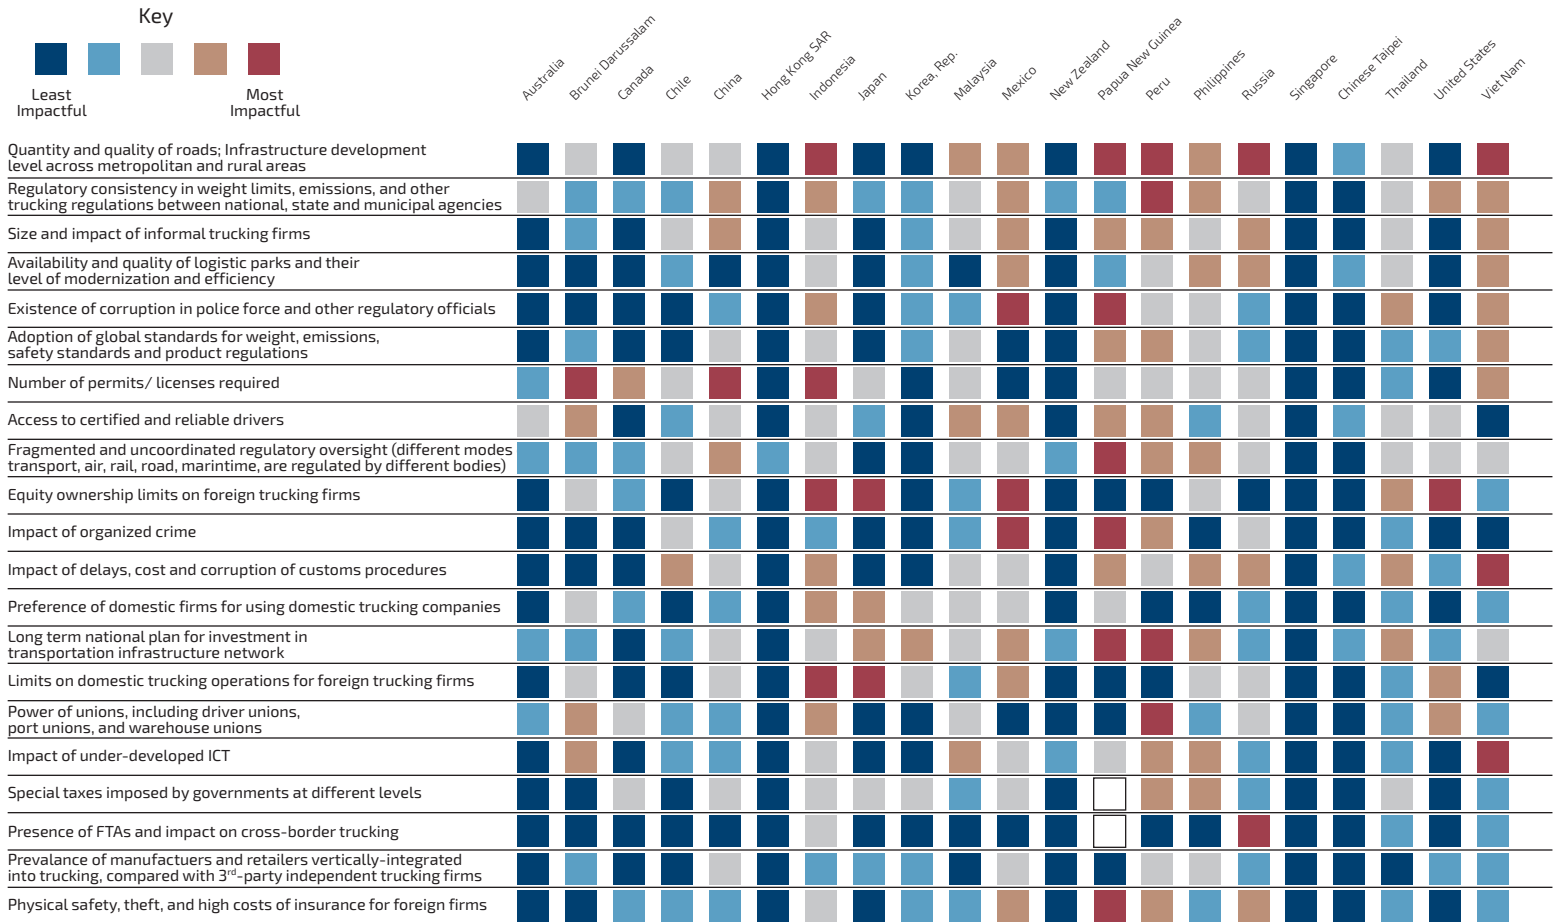 Key
Least
Impactful
Most
Impactful
Australia
Brunei Darussalam
Canada
Chile
China
Hong Kong SAR
Indonesia
Japan
Korea, Rep.
Malaysia
Mexico
New Zealand
Papua New Guinea
Peru
Philippines
Russia
Singapore
Chinese Taipei
Thailand
United States
Viet Nam
Quantity and quality of roads; Infrastructure development
level across metropolitan and rural areas
Regulatory consistency in weight limits, emissions, and other
trucking regulations between national, state and municipal agencies
Size and impact of informal trucking firms
Availability and quality of logistic parks and their
level of modernization and efficiency
Existence of corruption in police force and other regulatory officials
Adoption of global standards for weight, emissions,
safety standards and product regulations
Number of permits/ licenses required
Access to certified and reliable drivers
Fragmented and uncoordinated regulatory oversight (different modes
transport, air, rail, road, marintime, are regulated by different bodies)
Equity ownership limits on foreign trucking firms
Impact of organized crime
Impact of delays, cost and corruption of customs procedures
Preference of domestic firms for using domestic trucking companies
Long term national plan for investment in
transportation infrastructure network
Limits on domestic trucking operations for foreign trucking firms
Power of unions, including driver unions,
port unions, and warehouse unions
Impact of under-developed ICT
Special taxes imposed by governments at different levels
Presence of FTAs and impact on cross-border trucking
Prevalance of manufactuers and retailers vertically-integrated
into trucking, compared with 3rd-party independent trucking firms
Physical safety, theft, and high costs of insurance for foreign firms